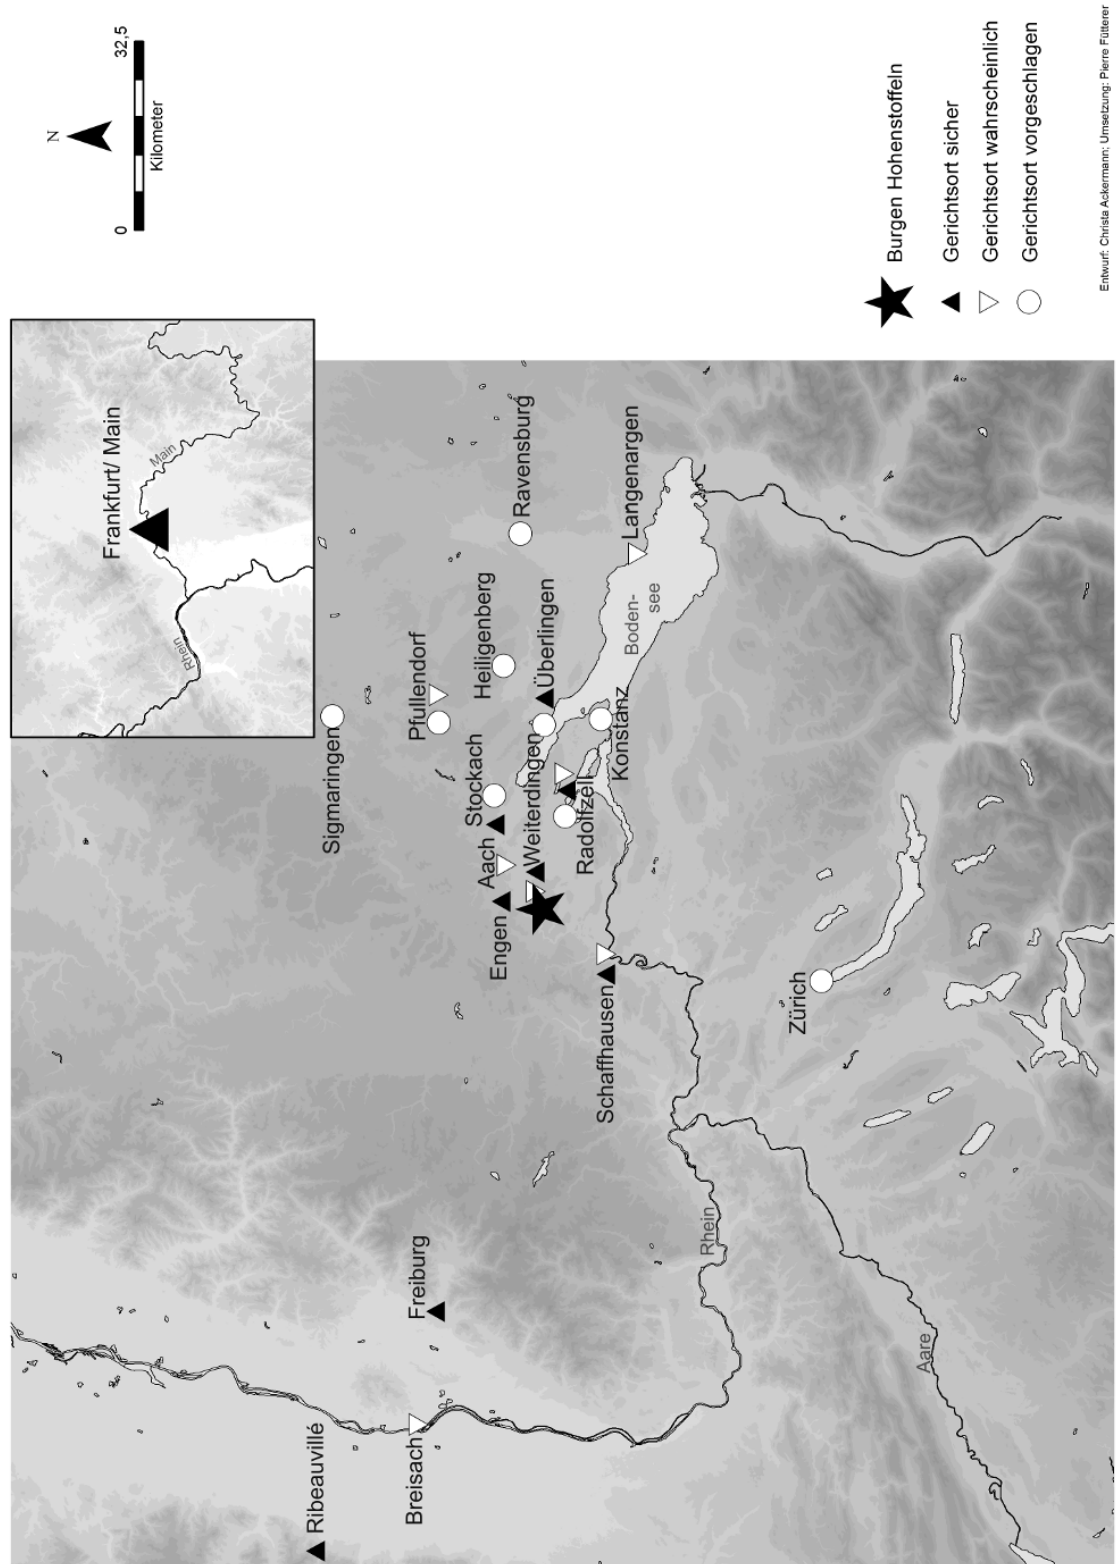 N
0
32,5
Kilometer
Frankfurt/ Main
Main
Rhein
Sigmaringen
Pfullendorf
Heiligenberg
Ravensburg
Stockach
Überlingen
Langenargen
Aach
Weiterdingen
Boden-
see
Engen
Radolfzell
Konstanz
Schaffhausen
Zürich
Ribeauvillé
Breisach
Freiburg
Rhein
Aare
Burgen Hohenstoffeln
Gerichtsort sicher
Gerichtsort wahrscheinlich
Gerichtsort vorgeschlagen
Entwurf: Christa Ackermann; Umsetzung: Pierre Fütterer